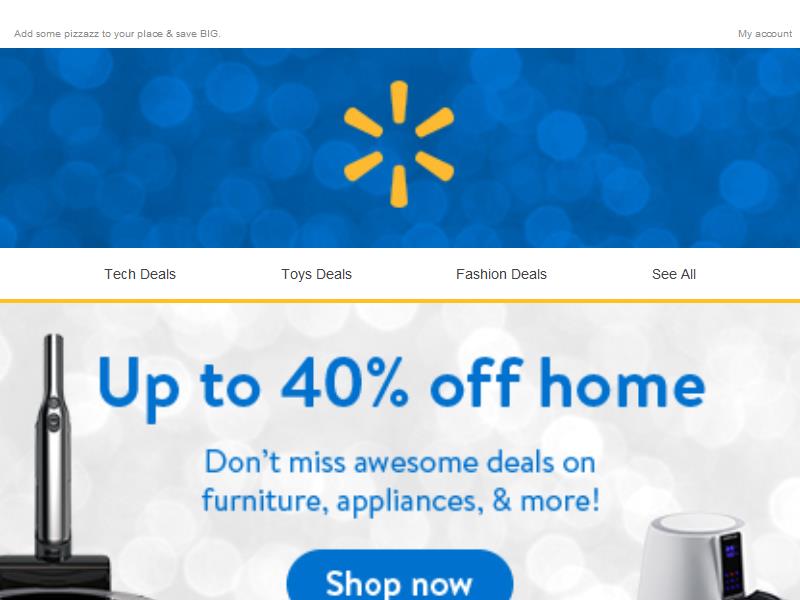 Add some pizzazz to your place & save BIG.
My account
Tech Deals
Toys Deals
Fashion Deals
See All
Up to 40% off home
Don't miss awesome deals on
furniture, appliances, & more!
Shop now